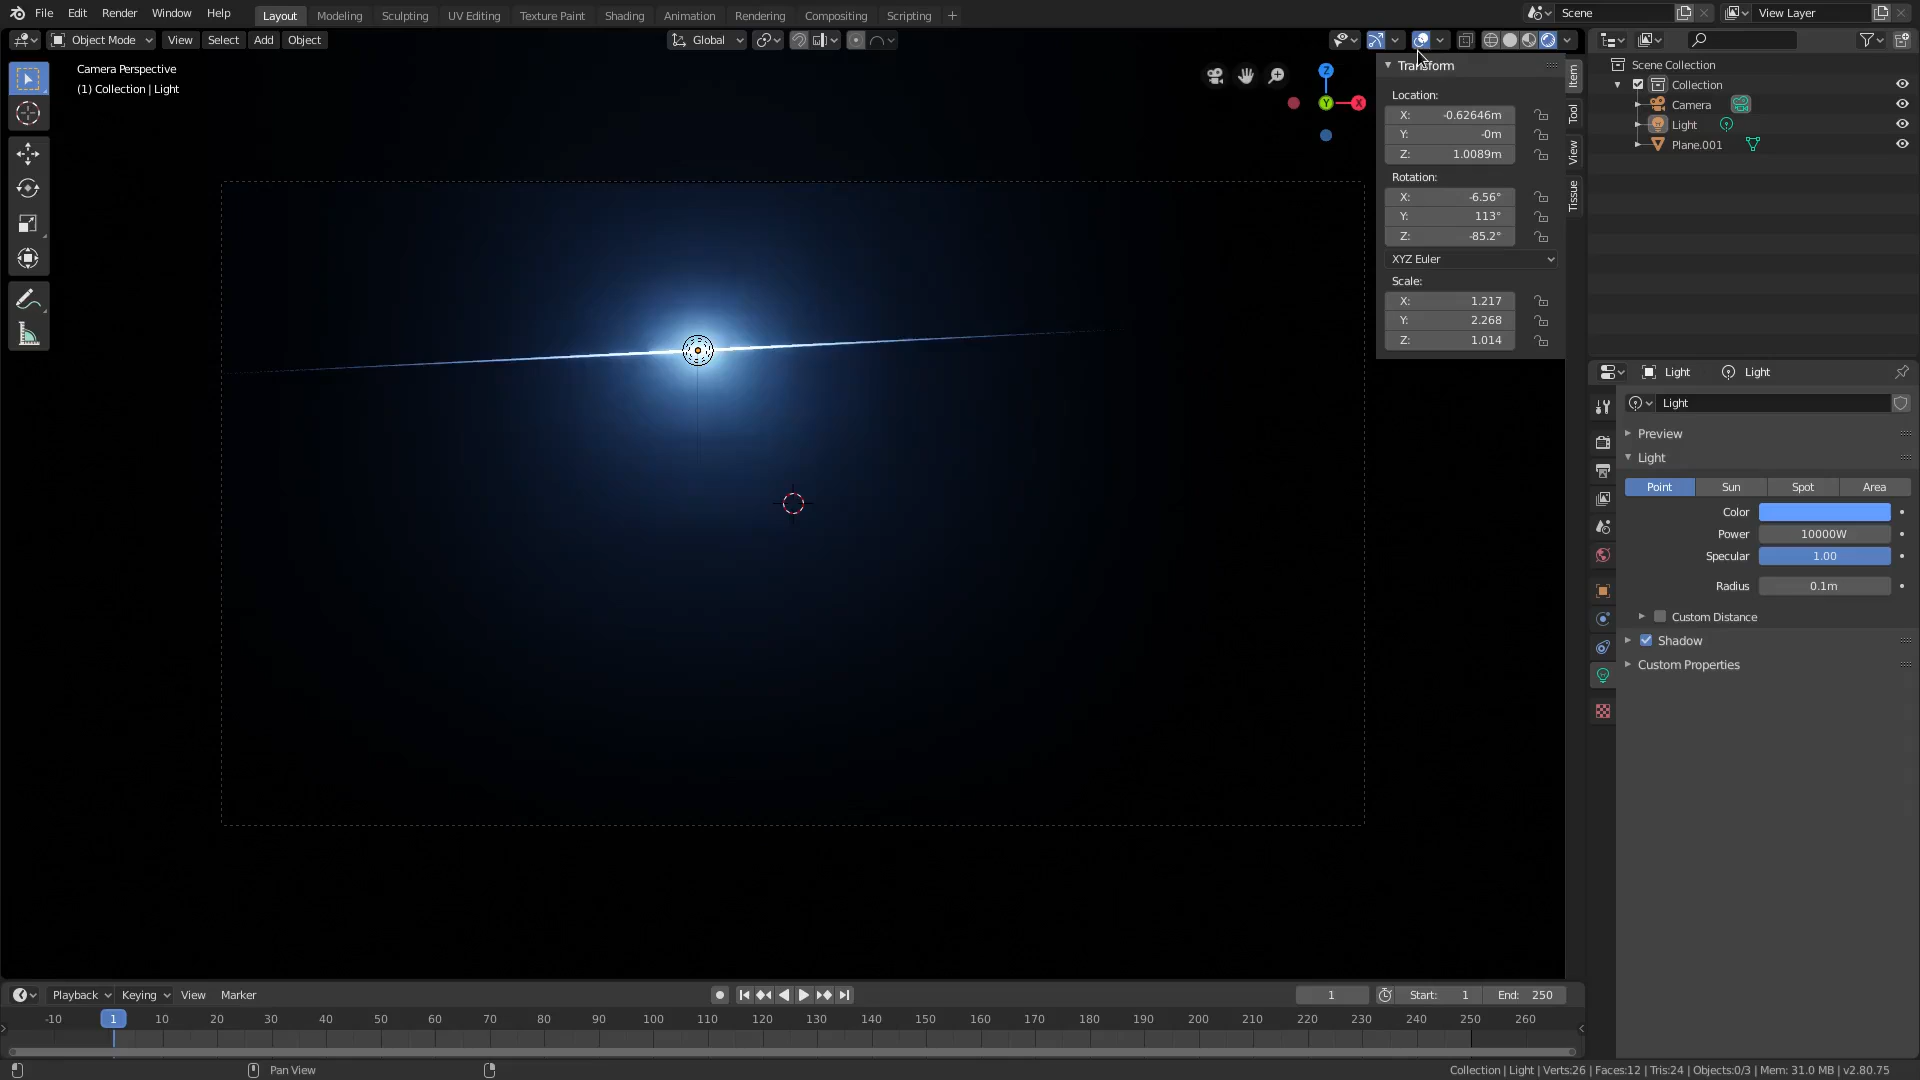 File Edit Render Window Help Layout Modeling Sculpting UV Editing Texture Paint Shading Animation Rendering Compositing Scripting + Scene View Layer
Object Mode View Select Add Object Global
Camera Perspective
(1) Collection | Light
Z
Y
X
Transform
Location:
X: -0.62646m
Y: -0m
Z: 1.0089m
Rotation:
X: -6.56°
Y: 113°
Z: -85.2°
XYZ Euler
Scale:
X: 1.217
Y: 2.268
Z: 1.014
Item
Tool
View
Tissue
Scene Collection
Collection
Camera
Light
Plane.001
Light Light
Light
Preview
Light
Point Sun Spot Area
Color
Power 10000W
Specular 1.00
Radius 0.1m
Custom Distance
Shadow
Custom Properties
Playback Keying View Marker 1 Start: 1 End: 250
-10 1 10 20 30 40 50 60 70 80 90 100 110 120 130 140 150 160 170 180 190 200 210 220 230 240 250 260
Pan View
Collection | Light | Verts:26 | Faces:12 | Tris:24 | Objects:0/3 | Mem: 31.0 MB | v2.80.75